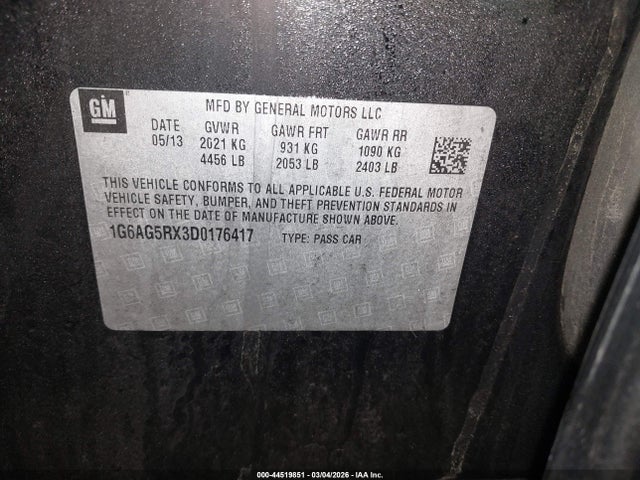 GM
MFD BY GENERAL MOTORS LLC
DATE GVWR GAWR FRT GAWR RR
05/13 2021 KG 931 KG 1090 KG
4456 LB 2053 LB 2403 LB
THIS VEHICLE CONFORMS TO ALL APPLICABLE U.S. FEDERAL MOTOR
VEHICLE SAFETY, BUMPER, AND THEFT PREVENTION STANDARDS IN
EFFECT ON THE DATE OF MANUFACTURE SHOWN ABOVE.
1G6AG5RX3D0176417 TYPE: PASS CAR
000-44519851 | 03/04/2026 | IAA Inc.